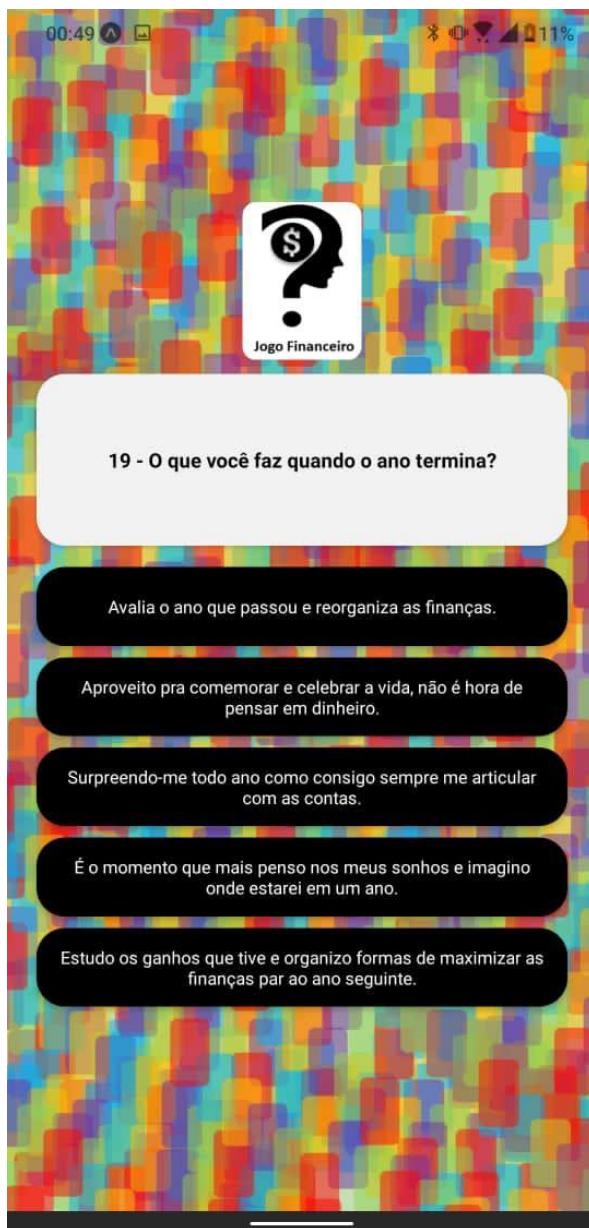 00:49
11%
$
Jogo Financeiro
19 - O que você faz quando o ano termina?
Avalia o ano que passou e reorganiza as finanças.
Aproveito pra comemorar e celebrar a vida, não é hora de
pensar em dinheiro.
Surpreendo-me todo ano como consigo sempre me articular
com as contas.
É o momento que mais penso nos meus sonhos e imagino
onde estarei em um ano.
Estudo os ganhos que tive e organizo formas de maximizar as
finanças par ao ano seguinte.